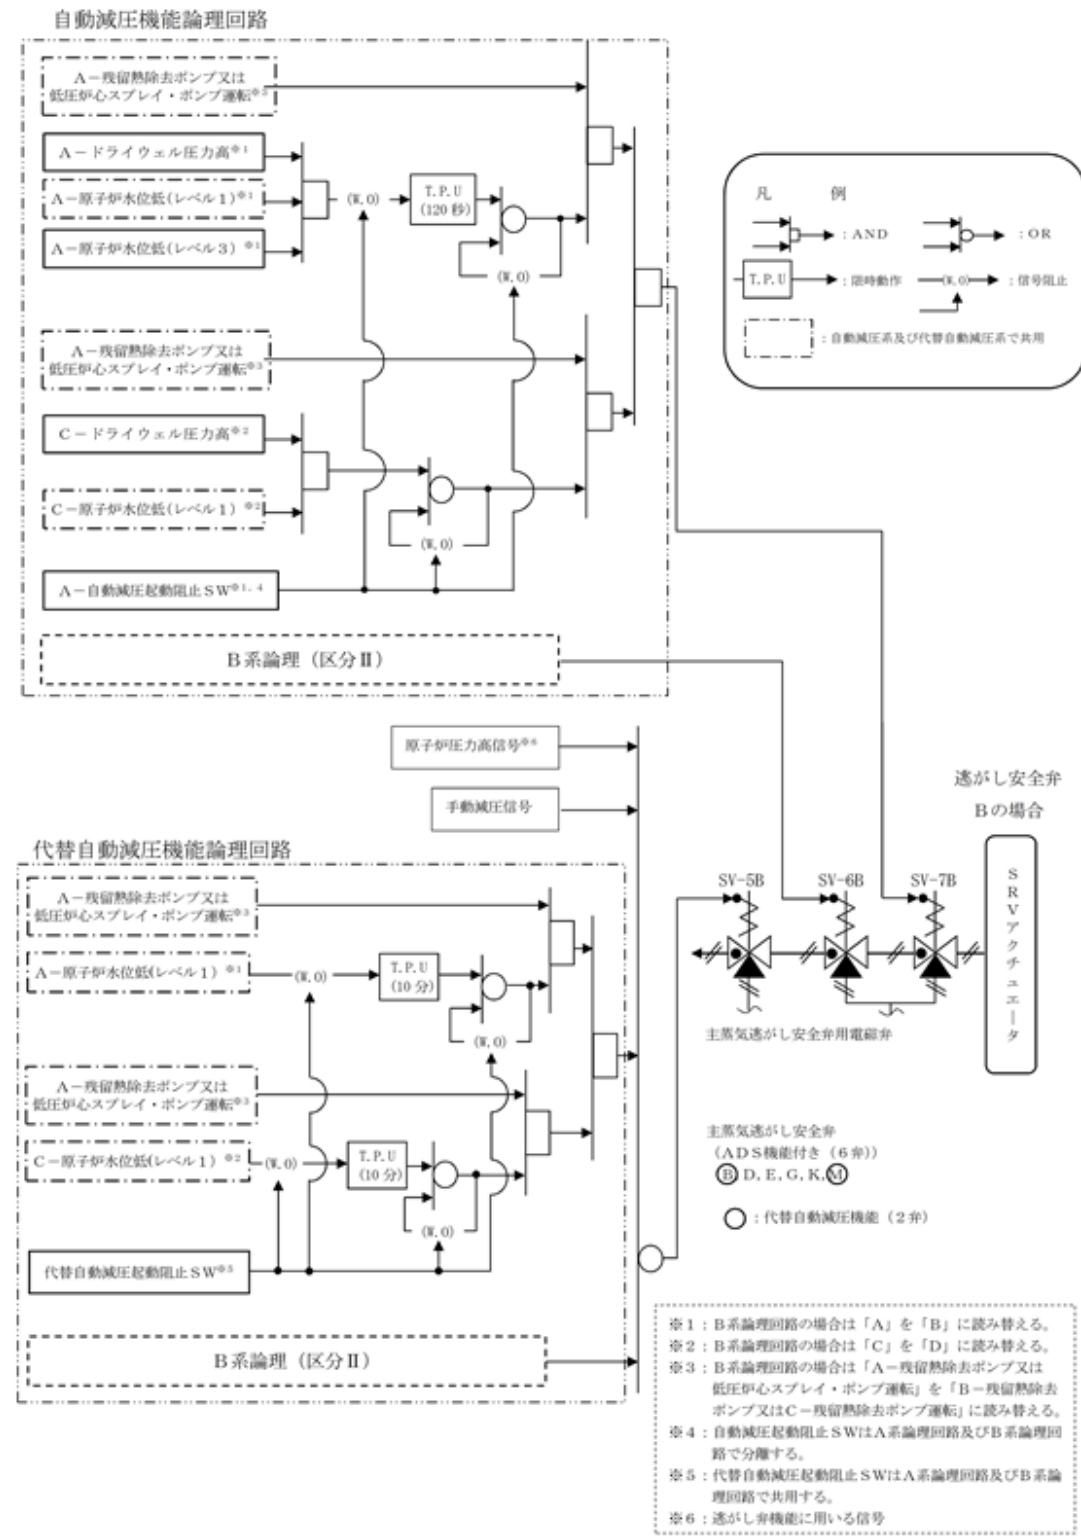 自動減圧機能論理回路
A－残留熱除去ポンプ又は
低圧炉心スプレイ・ポンプ運転※3
A－ドライウェル圧力高※1
A－原子炉水位低(レベル1)※1
A－原子炉水位低(レベル3)※1
(W.O)
T.P.U
(120秒)
(W.O)
A－残留熱除去ポンプ又は
低圧炉心スプレイ・ポンプ運転※3
C－ドライウェル圧力高※2
C－原子炉水位低(レベル1)※2
(W.O)
A－自動減圧起動阻止SW※1.4
B系論理（区分Ⅱ）
凡　例
：AND
：OR
T.P.U
：限時動作
(W.O)
：信号阻止
：自動減圧系及び代替自動減圧系で共用
原子炉圧力高信号※6
手動減圧信号
代替自動減圧機能論理回路
A－残留熱除去ポンプ又は
低圧炉心スプレイ・ポンプ運転※3
A－原子炉水位低(レベル1)※1
(W.O)
T.P.U
(10分)
(W.O)
A－残留熱除去ポンプ又は
低圧炉心スプレイ・ポンプ運転※3
C－原子炉水位低(レベル1)※2
(W.O)
T.P.U
(10分)
(W.O)
代替自動減圧起動阻止SW※5
B系論理（区分Ⅱ）
逃がし安全弁
Bの場合
SV-5B
SV-6B
SV-7B
SRVアクチュエータ
主蒸気逃がし安全弁用電磁弁
主蒸気逃がし安全弁
（ADS機能付き（6弁））
B, D, E, G, K, M
：代替自動減圧機能（2弁）
※1：B系論理回路の場合は「A」を「B」に読み替える。
※2：B系論理回路の場合は「C」を「D」に読み替える。
※3：B系論理回路の場合は「A－残留熱除去ポンプ又は
低圧炉心スプレイ・ポンプ運転」を「B－残留熱除去
ポンプ又はC－残留熱除去ポンプ運転」に読み替える。
※4：自動減圧起動阻止SWはA系論理回路及びB系論理回
路で分離する。
※5：代替自動減圧起動阻止SWはA系論理回路及びB系論
理回路で共用する。
※6：逃がし弁機能に用いる信号